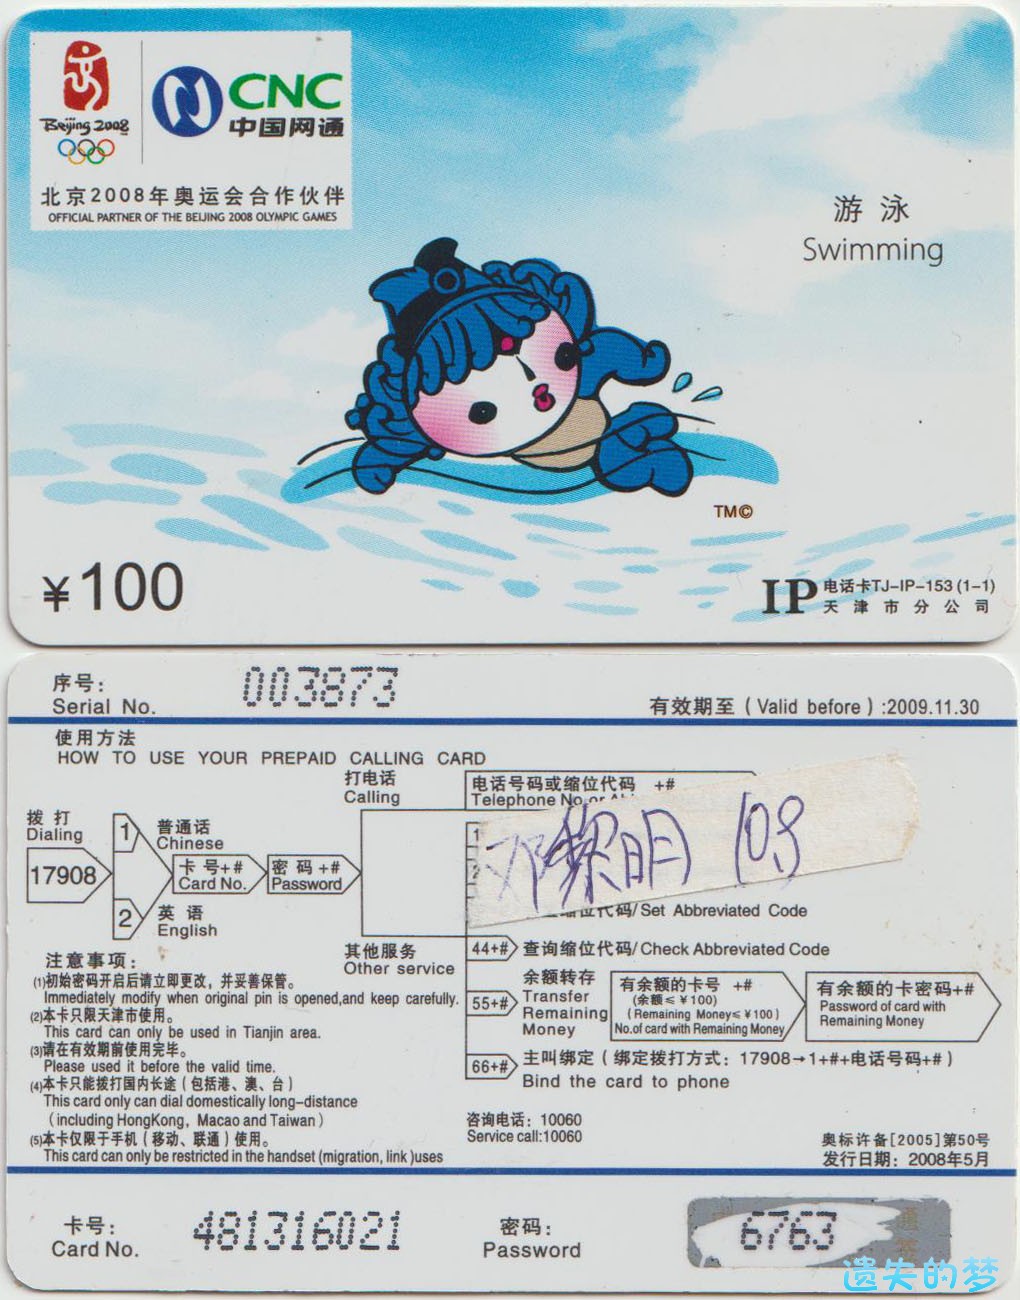 Beijing 2008
CNC
中国网通
北京2008年奥运会合作伙伴
OFFICIAL PARTNER OF THE BEIJING 2008 OLYMPIC GAMES
游泳
Swimming
TM©
¥100
IP 电话卡TJ-IP-153 (1-1)
天津市分公司
序号:
Serial No.
003873
有效期至（Valid before）:2009.11.30
使用方法
HOW TO USE YOUR PREPAID CALLING CARD
拨打
Dialing
17908
1
普通话
Chinese
2
英语
English
卡号+#
Card No.
密码+#
Password
打电话
Calling
电话号码或缩位代码 +#
Telephone No.or
邓黎明 10.9
缩位代码/Set Abbreviated Code
其他服务
Other service
44+#
查询缩位代码/Check Abbreviated Code
55+#
余额转存
Transfer
Remaining
Money
有余额的卡号 +#
(余额≤¥100)
(Remaining Money≤¥100)
No.of card with Remaining Money
有余额的卡密码+#
Password of card with
Remaining Money
66+#
主叫绑定（绑定拨打方式：17908→1+#+电话号码+#）
Bind the card to phone
注意事项：
(1)初始密码开启后请立即更改，并妥善保管。
Immediately modify when original pin is opened,and keep carefully.
(2)本卡只限天津市使用。
This card can only be used in Tianjin area.
(3)请在有效期前使用完毕。
Please used it before the valid time.
(4)本卡只能拨打国内长途（包括港、澳、台）
This card only can dial domestically long-distance
(including HongKong, Macao and Taiwan)
(5)本卡仅限于手机（移动、联通）使用。
This card can only be restricted in the handset (migration, link )uses
咨询电话：10060
Service call:10060
奥标许备[2005]第50号
发行日期：2008年5月
卡号:
Card No.
481316021
密码:
Password
6763
遗失的梦